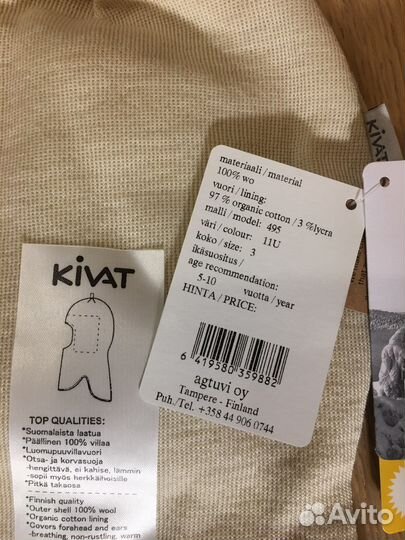 KIVAT
materiaali / material
100% wo
vuori / lining:
97 % organic cotton / 3 %lycra
malli / model: 495
väri / colour: 11U
koko / size: 3
ikäsuositus /
age recommendation:
5-10 vuotta / year
HINTA / PRICE:
6 419580 359882
agtuvi oy
Tampere - Finland
Puh./Tel. +358 44 906 0744
KIVAT
TOP QUALITIES:
*Suomalaista laatua
*Päällinen 100% villaa
*Luomupuuvillavuori
*Otsa- ja korvasuoja
-hengittävä, ei kahise, lämmin
-sopii myös herkkäihoisille
*Pitkä takaosa
*Finnish quality
*Outer shell 100% wool
*Organic cotton lining
*Covers forehead and ears
-breathing, non-rustling, warm
Avito